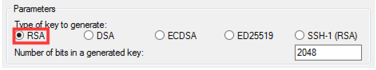 Parameters
Type of key to generate:
RSA DSA ECDSA ED25519 SSH-1 (RSA)
Number of bits in a generated key: 2048